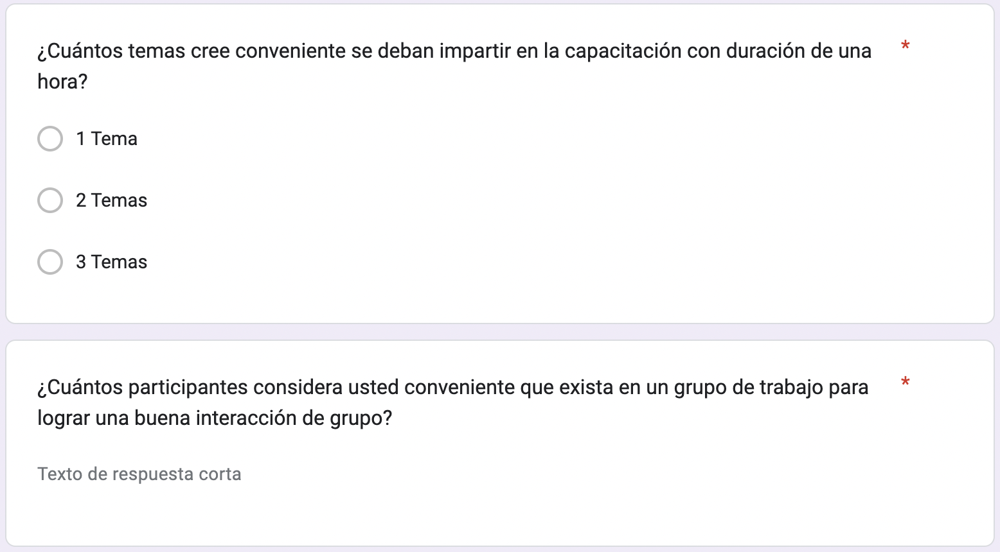 ¿Cuántos temas cree conveniente se deban impartir en la capacitación con duración de una *
hora?
1 Tema
2 Temas
3 Temas
¿Cuántos participantes considera usted conveniente que exista en un grupo de trabajo para *
lograr una buena interacción de grupo?
Texto de respuesta corta